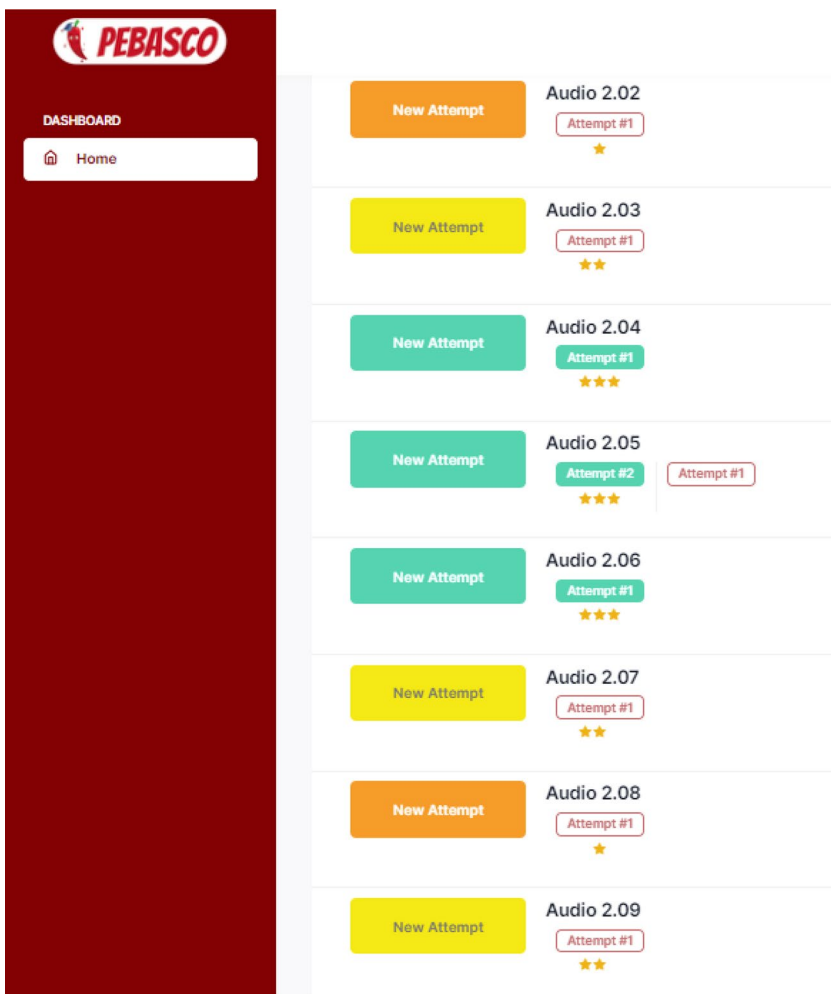 PEBASCO
DASHBOARD
Home
New Attempt
Audio 2.02
Attempt #1
New Attempt
Audio 2.03
Attempt #1
New Attempt
Audio 2.04
Attempt #1
New Attempt
Audio 2.05
Attempt #2 Attempt #1
New Attempt
Audio 2.06
Attempt #1
New Attempt
Audio 2.07
Attempt #1
New Attempt
Audio 2.08
Attempt #1
New Attempt
Audio 2.09
Attempt #1